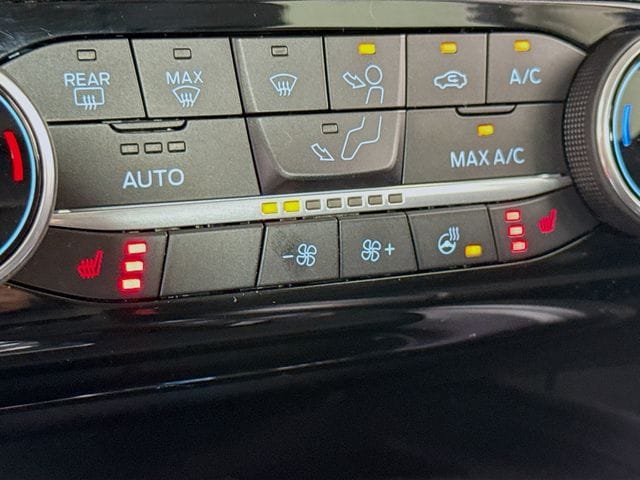 REAR
MAX
A/C
AUTO
MAX A/C
- +